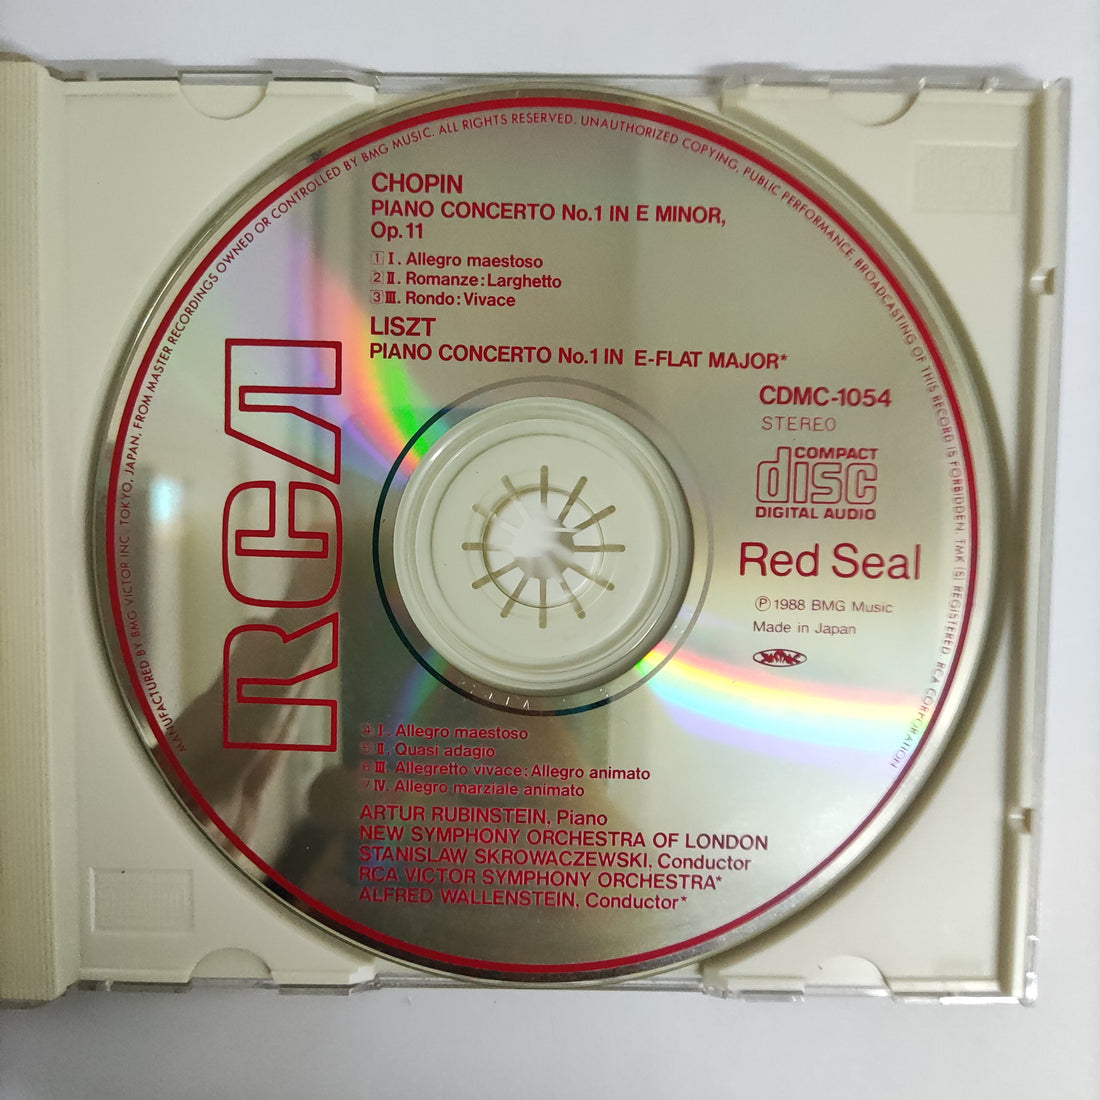 MANUFACTURED BY BMG VICTOR INC. TOKYO, JAPAN, FROM MASTER RECORDINGS OWNED OR CONTROLLED BY BMG MUSIC. ALL RIGHTS RESERVED. UNAUTHORIZED COPYING, PUBLIC PERFORMANCE, BROADCASTING OF THIS RECORD IS FORBIDDEN. TMK (S) REGISTERED. RCA CORPORATION
RCA
CHOPIN
PIANO CONCERTO No.1 IN E MINOR,
Op.11
1 I. Allegro maestoso
2 II. Romanze: Larghetto
3 III. Rondo: Vivace
LISZT
PIANO CONCERTO No.1 IN E-FLAT MAJOR*
CDMC-1054
STEREO
COMPACT
disc
DIGITAL AUDIO
Red Seal
Ⓟ 1988 BMG Music
Made in Japan
4 I. Allegro maestoso
5 II. Quasi adagio
6 III. Allegretto vivace; Allegro animato
7 IV. Allegro marziale animato
ARTUR RUBINSTEIN, Piano
NEW SYMPHONY ORCHESTRA OF LONDON
STANISLAW SKROWACZEWSKI, Conductor
RCA VICTOR SYMPHONY ORCHESTRA*
ALFRED WALLENSTEIN, Conductor*